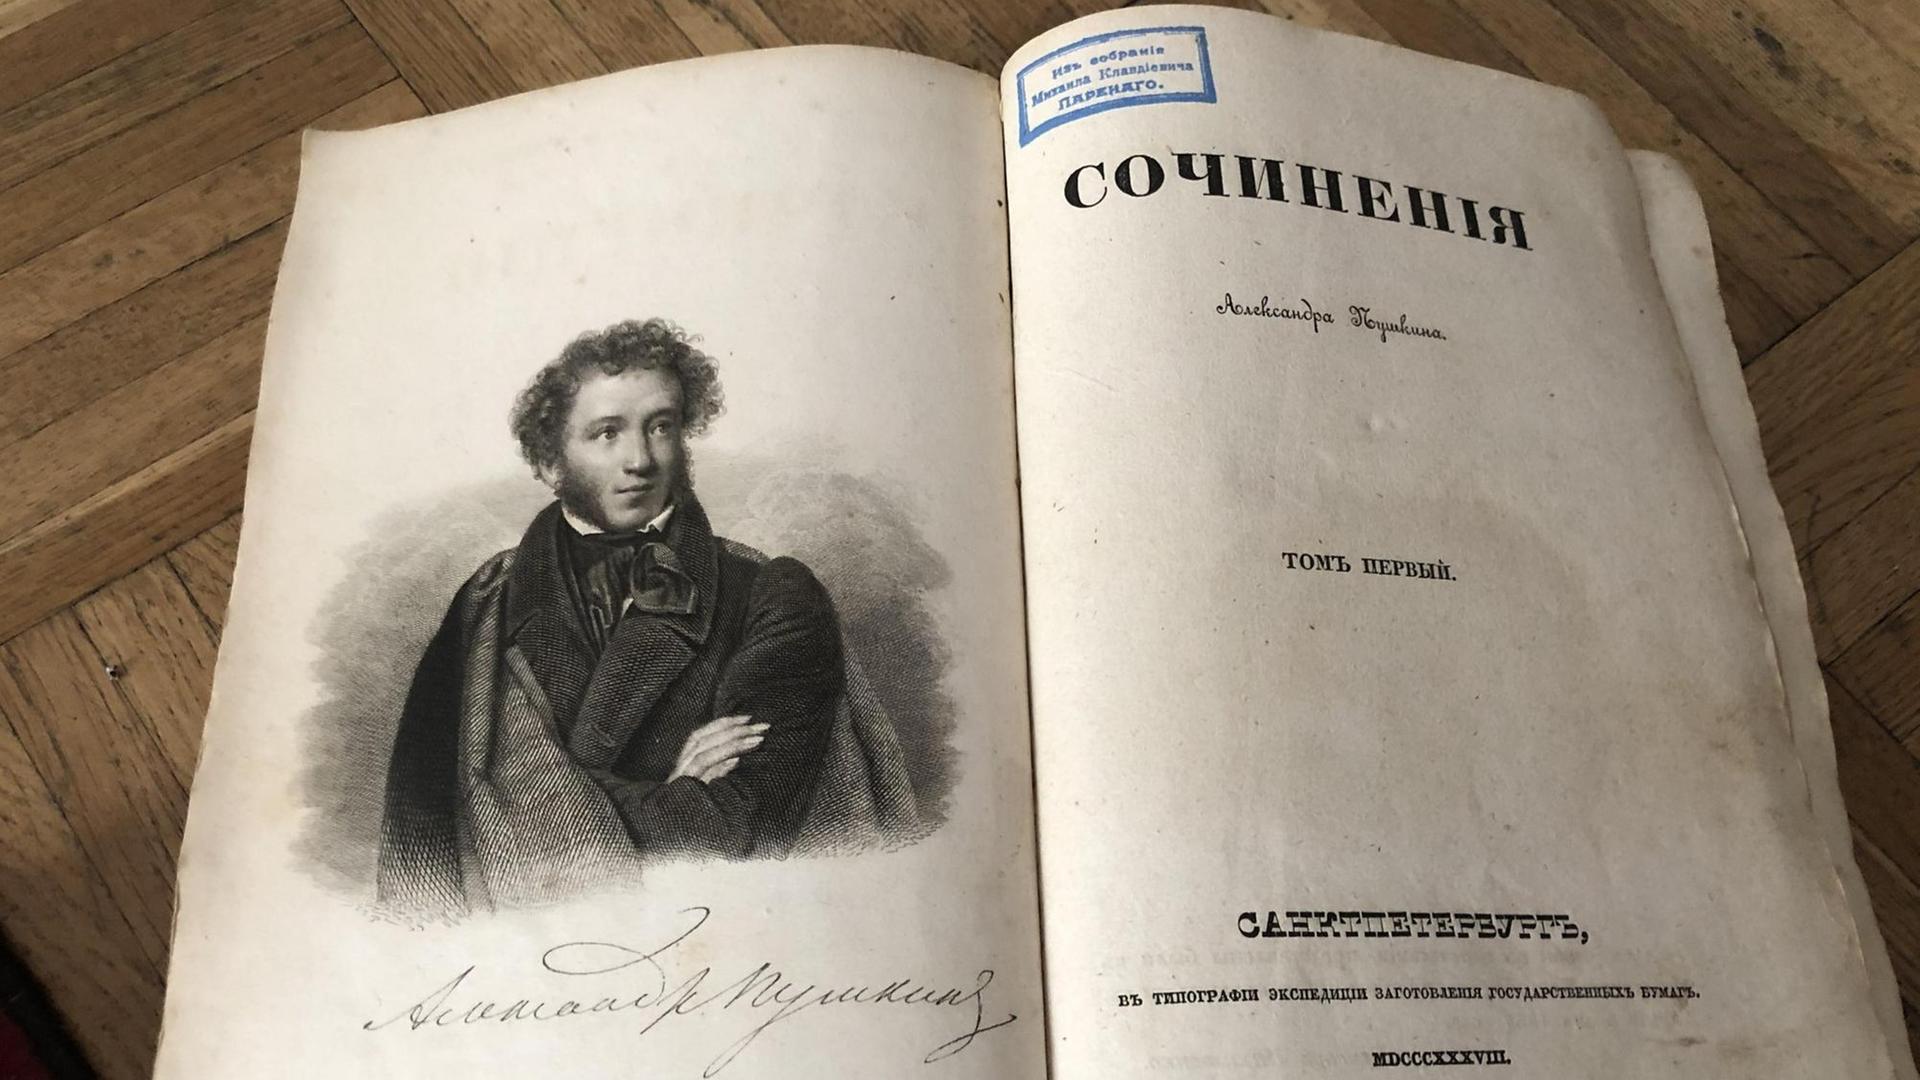 Александръ Пушкинъ
Изъ собранія
Михаила Клавдіевича
ПАРЕНАГО.
СОЧИНЕНІЯ
Александра Пушкина.
ТОМЪ ПЕРВЫЙ.
САНКТПЕТЕРБУРГЪ,
ВЪ ТИПОГРАФІИ ЭКСПЕДИЦІИ ЗАГОТОВЛЕНІЯ ГОСУДАРСТВЕННЫХЪ БУМАГЪ.
MDCCCXXXVIII.